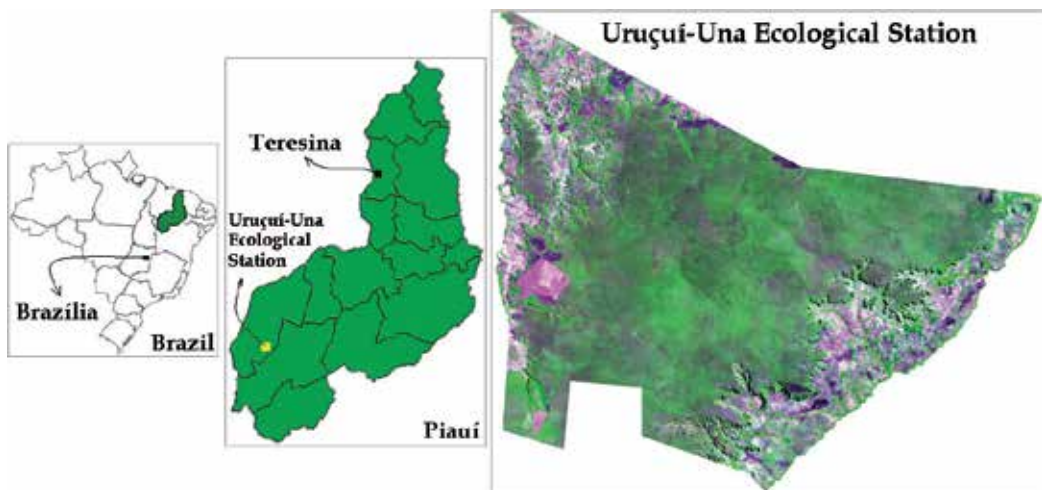 Brazília
Brazil
Teresina
Uruçuí-Una
Ecological
Station
Piauí
Uruçuí-Una Ecological Station